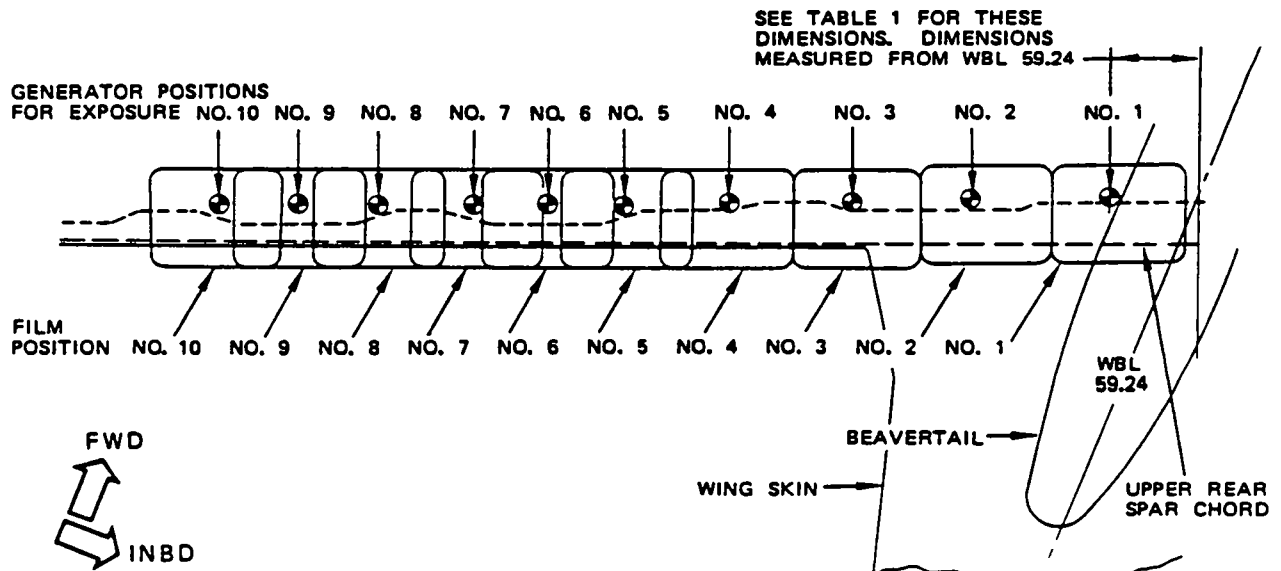 SEE TABLE 1 FOR THESE
DIMENSIONS. DIMENSIONS
MEASURED FROM WBL 59.24
GENERATOR POSITIONS
FOR EXPOSURE NO. 10 NO. 9 NO. 8 NO. 7 NO. 6 NO. 5 NO. 4 NO. 3 NO. 2 NO. 1
FILM
POSITION NO. 10 NO. 9 NO. 8 NO. 7 NO. 6 NO. 5 NO. 4 NO. 3 NO. 2 NO. 1
WBL
59.24
BEAVERTAIL
WING SKIN
UPPER REAR
SPAR CHORD
FWD
INBD